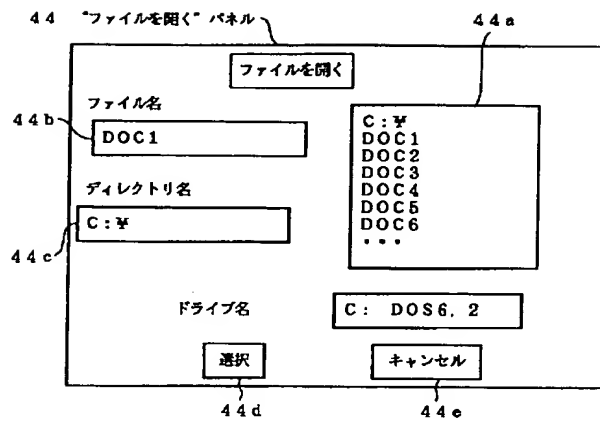 44 "ファイルを開く" パネル
44a
ファイルを開く
ファイル名
44b
DOC1
C:¥
DOC1
DOC2
DOC3
DOC4
DOC5
DOC6
・・・
ディレクトリ名
C:¥
44c
ドライブ名
C: DOS6.2
選択
キャンセル
44d
44e